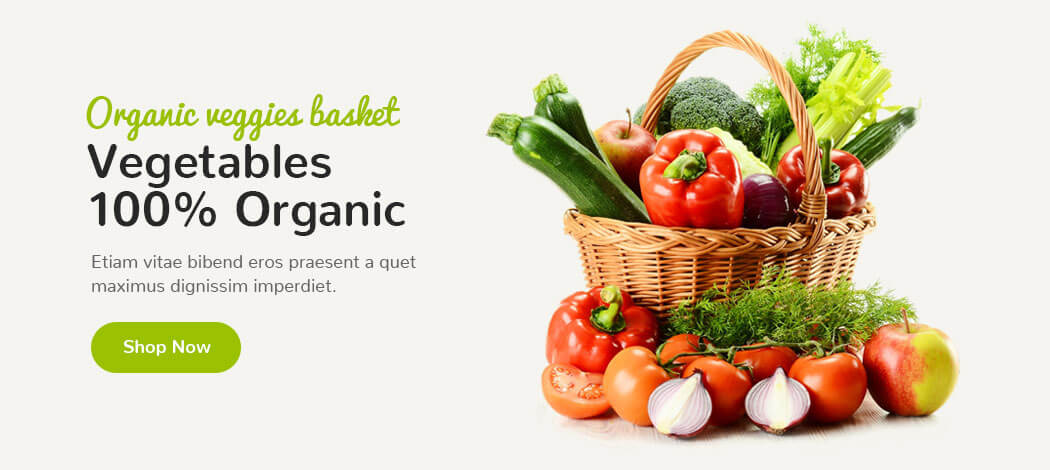 Organic veggies basket
Vegetables
100% Organic
Etiam vitae bibend eros praesent a quet
maximus dignissim imperdiet.
Shop Now